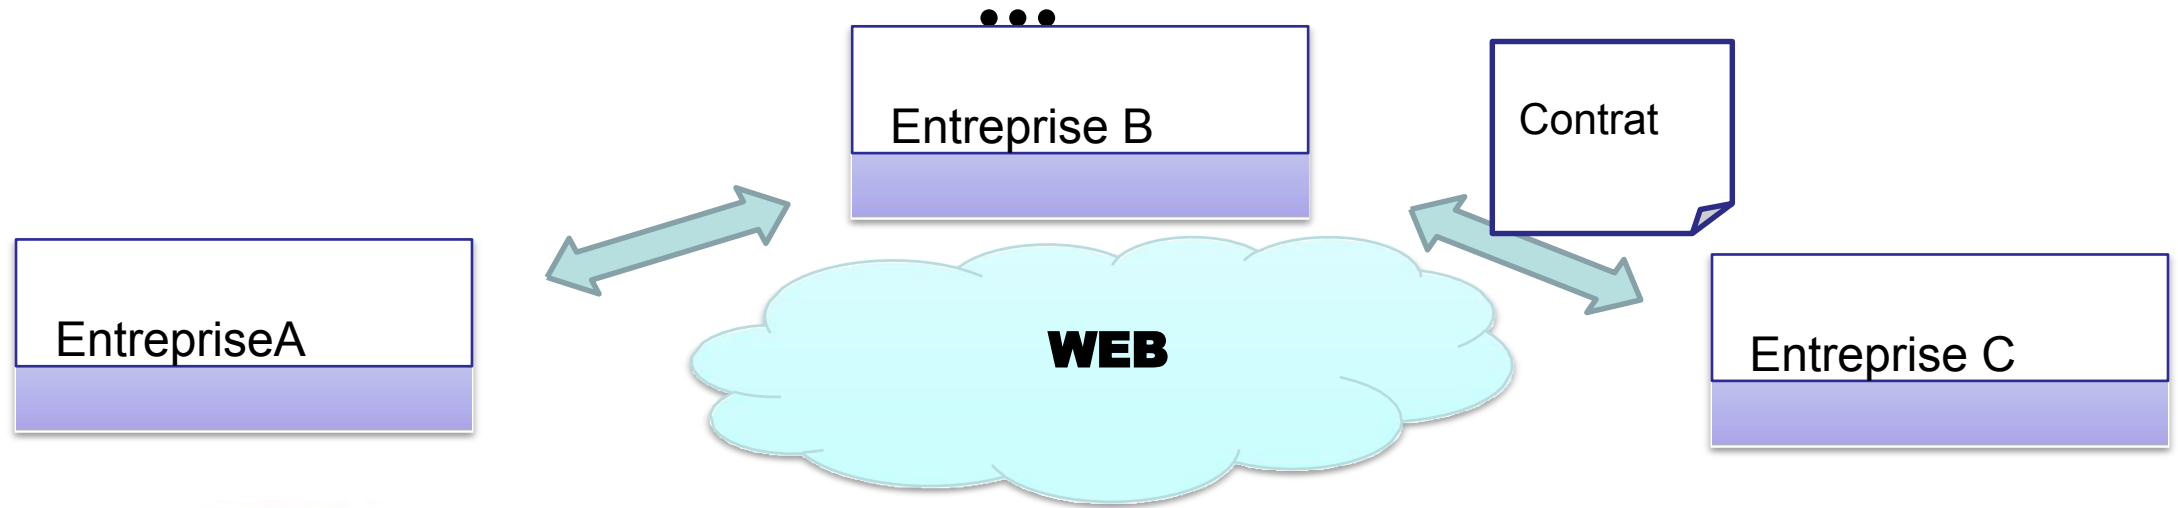 ...
Entreprise B
Contrat
EntrepriseA
WEB
Entreprise C